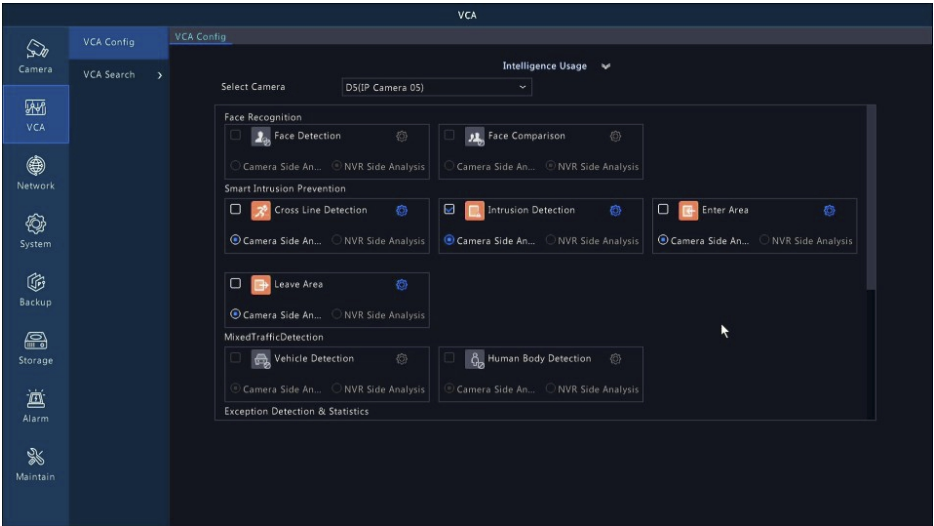 VCA
Camera
VCA
Network
System
Backup
Storage
Alarm
Maintain
VCA Config
VCA Search >
VCA Config
Intelligence Usage
Select Camera D5(IP Camera 05)
Face Recognition
Face Detection Face Comparison
Camera Side An... NVR Side Analysis Camera Side An... NVR Side Analysis
Smart Intrusion Prevention
Cross Line Detection Intrusion Detection Enter Area
Camera Side An... NVR Side Analysis Camera Side An... NVR Side Analysis Camera Side An... NVR Side Analysis
Leave Area
Camera Side An... NVR Side Analysis
MixedTrafficDetection
Vehicle Detection Human Body Detection
Camera Side An... NVR Side Analysis Camera Side An... NVR Side Analysis
Exception Detection & Statistics